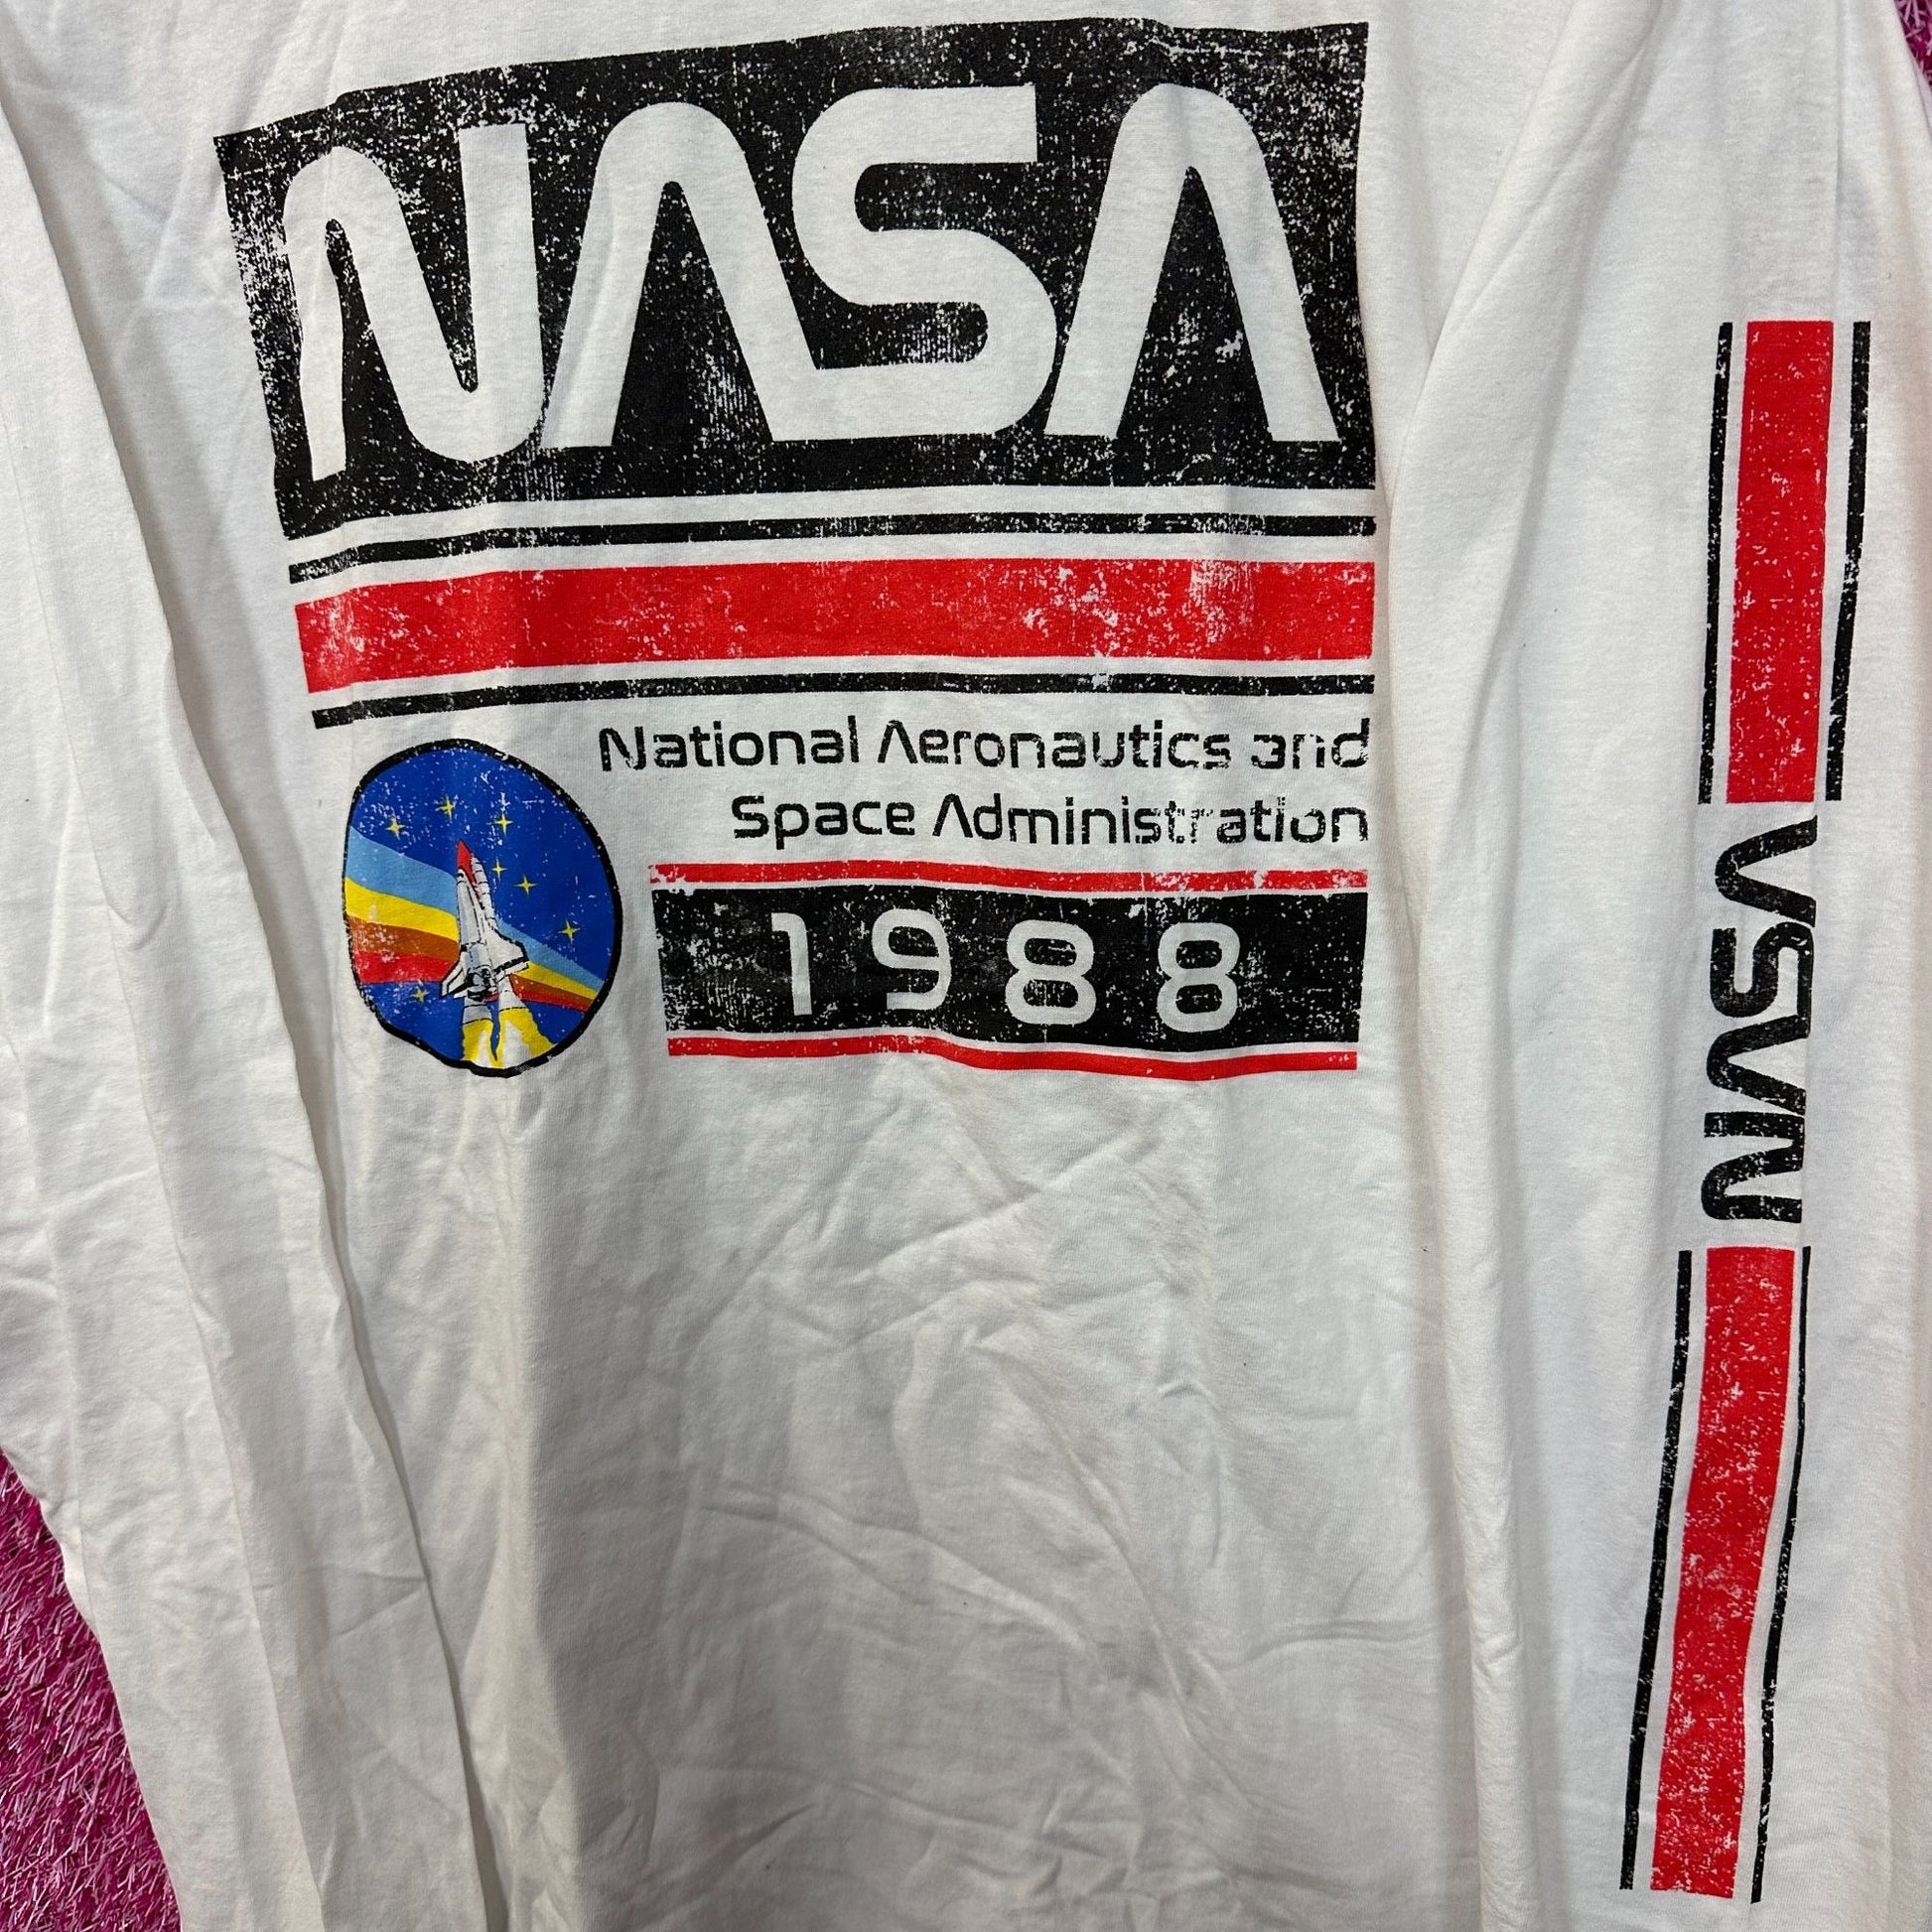 NASA
National Aeronautics and
Space Administration
1988
NASA